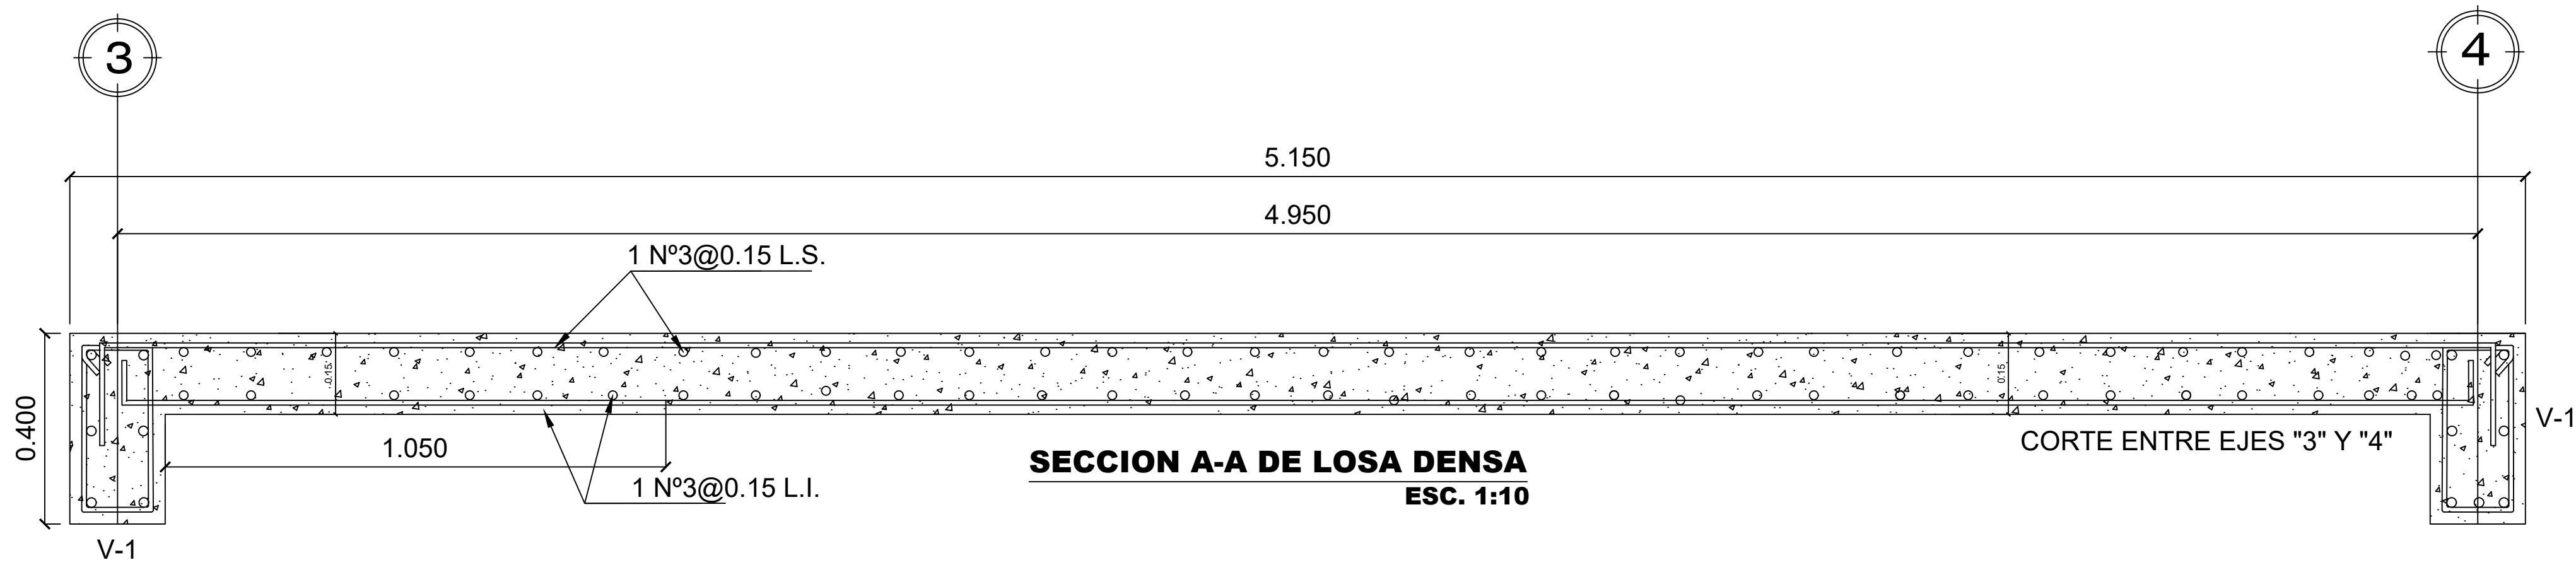 3
4
5.150
4.950
1 Nº3@0.15 L.S.
0.15
0.15
0.400
V-1
1.050
CORTE ENTRE EJES "3" Y "4"
SECCION A-A DE LOSA DENSA
1 Nº3@0.15 L.I.
ESC. 1:10
V-1